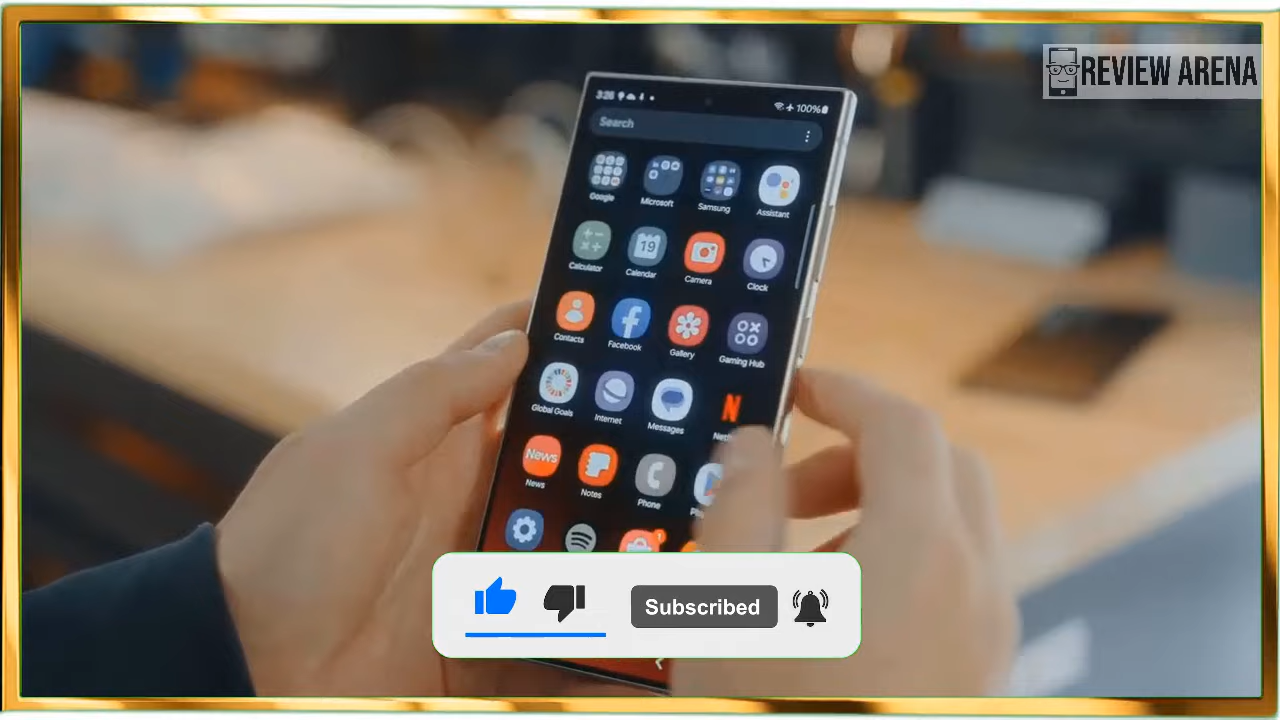 REVIEW ARENA
3:26
100%
Search
Google
Microsoft
Samsung
Assistant
Calculator
19
Calendar
Camera
Clock
Contacts
Facebook
Gallery
Gaming Hub
Global Goals
Internet
Messages
N
News
News
Notes
Phone
1
Subscribed